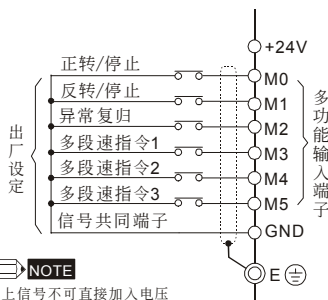 +24V
正转/停止
M0
反转/停止
M1
异常复归
M2
多段速指令1
M3
多段速指令2
M4
多段速指令3
M5
信号共同端子
GND
出厂设定
多功能输入端子
E
NOTE
上信号不可直接加入电压